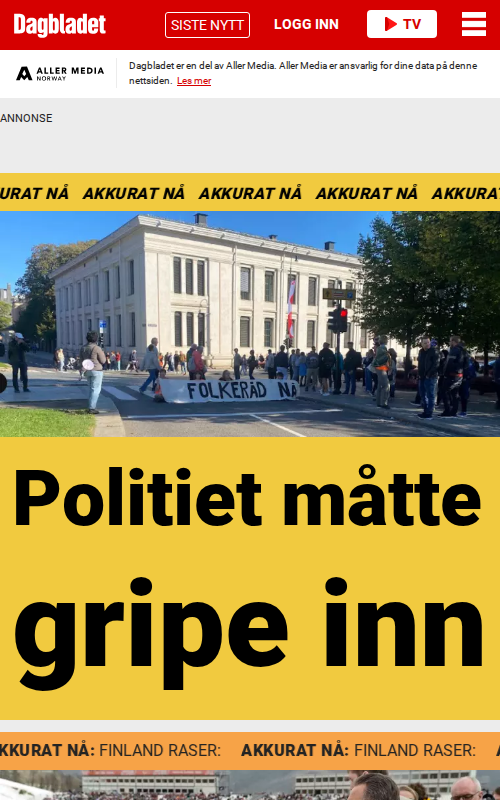 Dagbladet
SISTE NYTT
LOGG INN
TV
ALLER MEDIA
NORWAY
Dagbladet er en del av Aller Media. Aller Media er ansvarlig for dine data på denne
nettsiden. Les mer
ANNONSE
URAT NÅ AKKURAT NÅ AKKURAT NÅ AKKURAT NÅ AKKURAT
FOLKERÅD NÅ
Politiet måtte
gripe inn
KKURAT NÅ: FINLAND RASER: AKKURAT NÅ: FINLAND RASER: